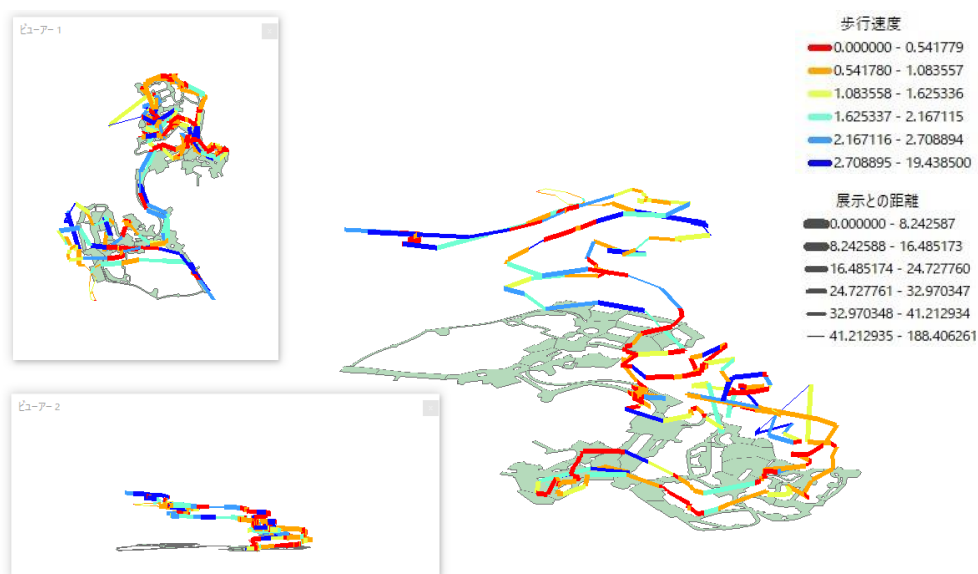 ビューアー 1
歩行速度
0.000000 - 0.541779
0.541780 - 1.083557
1.083558 - 1.625336
1.625337 - 2.167115
2.167116 - 2.708894
2.708895 - 19.438500
展示との距離
0.000000 - 8.242587
8.242588 - 16.485173
16.485174 - 24.727760
24.727761 - 32.970347
32.970348 - 41.212934
41.212935 - 188.406261
ビューアー 2